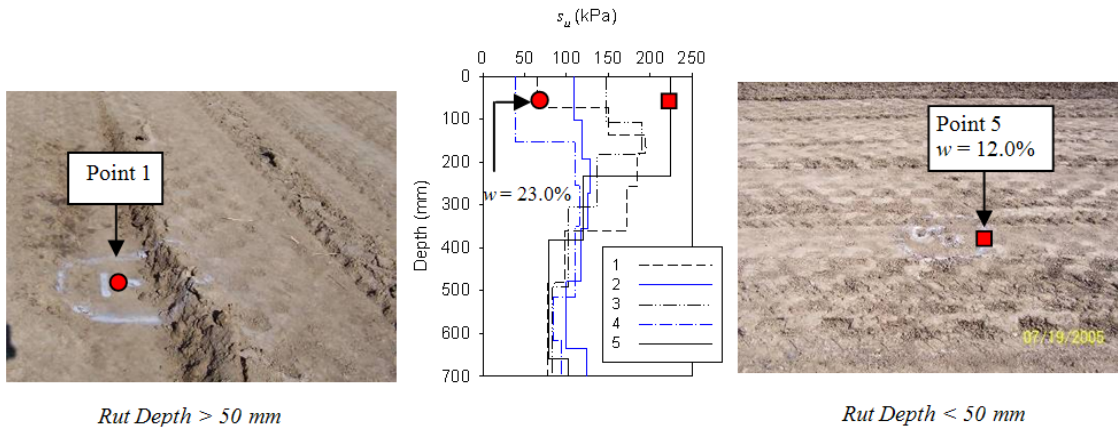 s_u (kPa)
0 50 100 150 200 250
0
100
200
300
400
500
600
700
Depth (mm)
w = 23.0%
1
2
3
4
5
Point 1
Point 5
w = 12.0%
07/19/2005
Rut Depth > 50 mm
Rut Depth < 50 mm